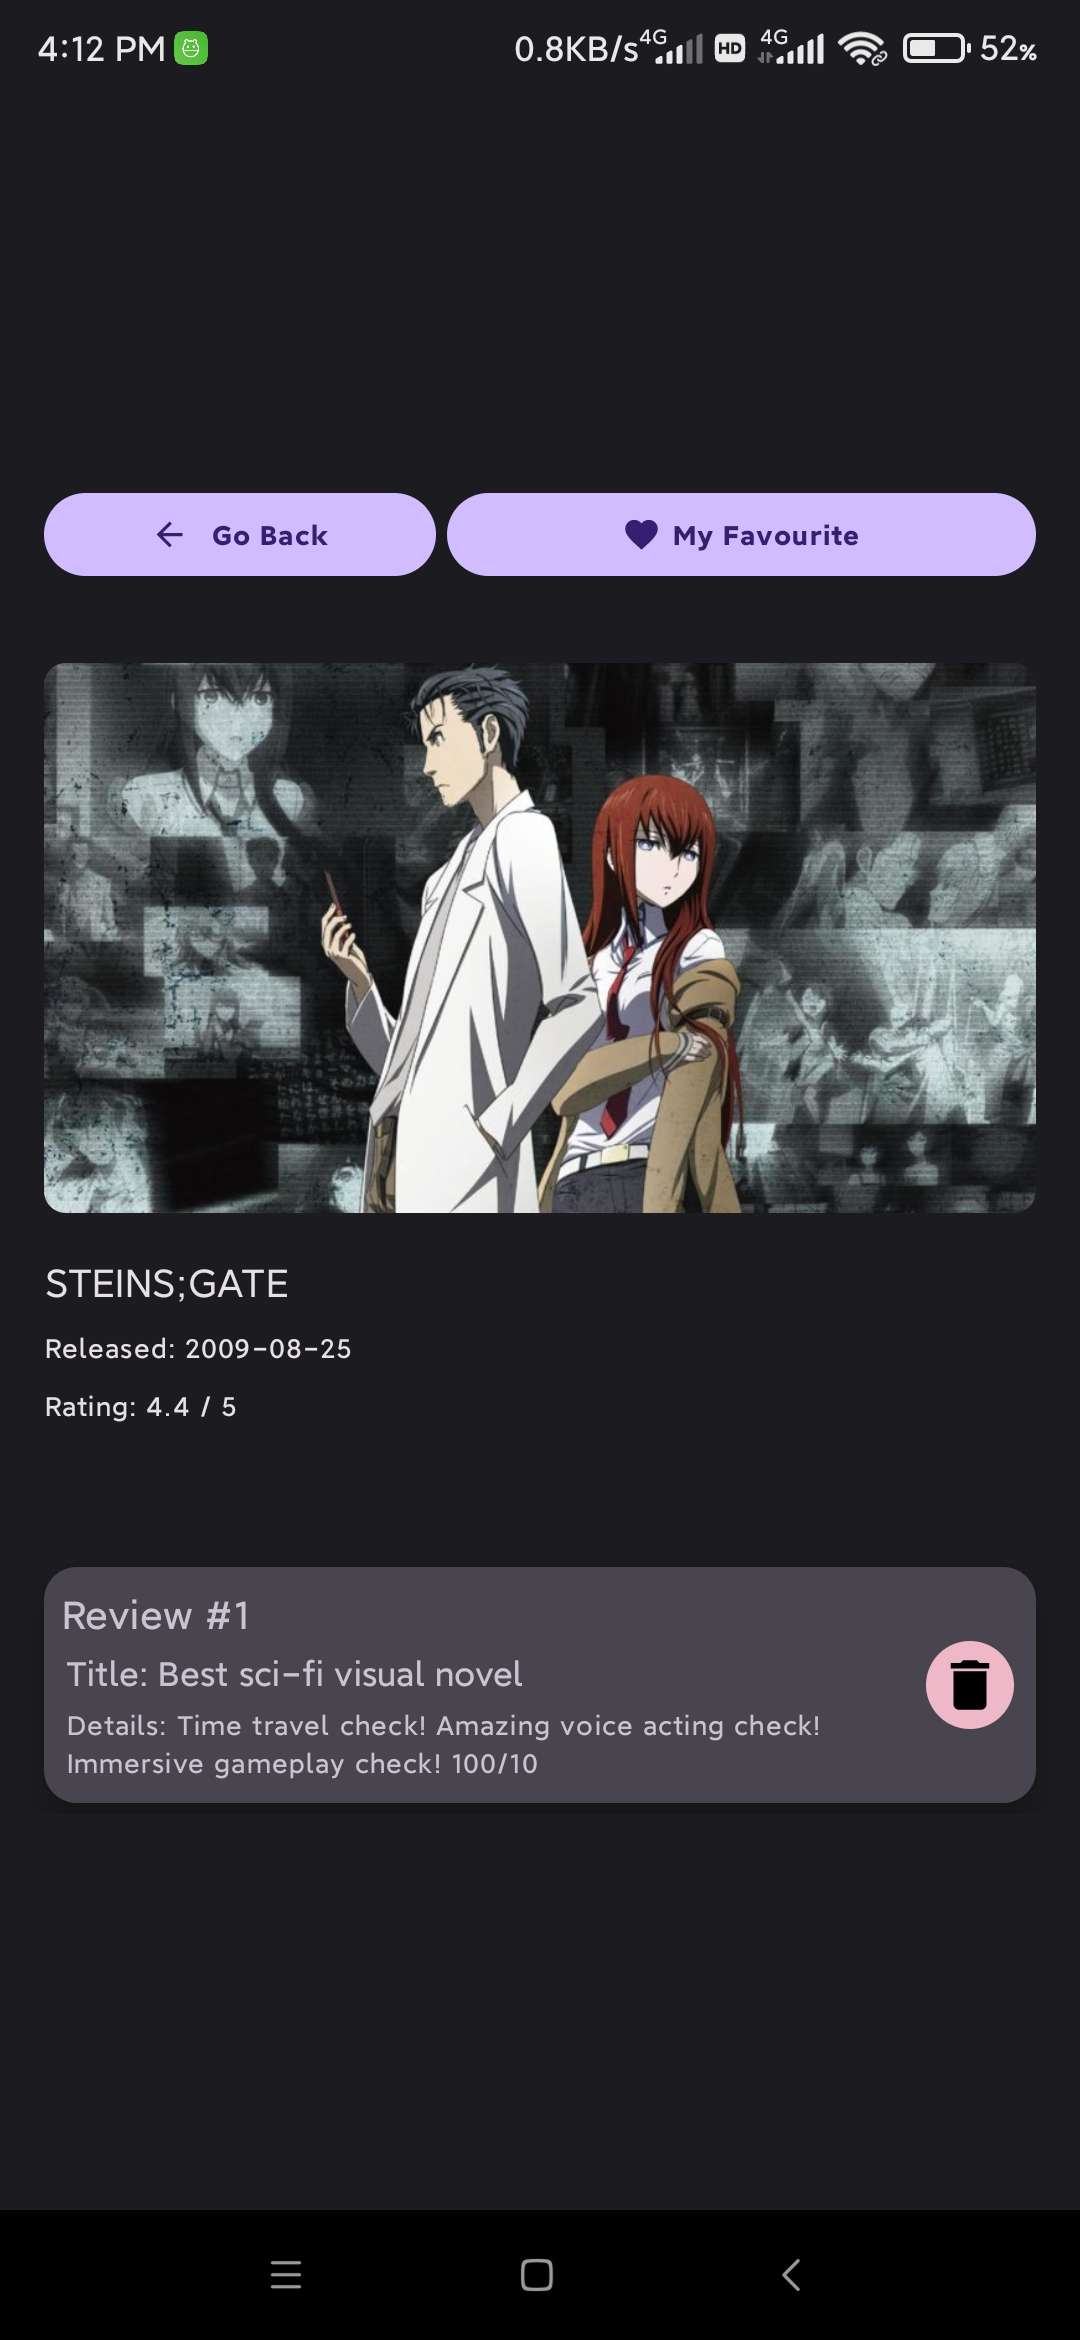 4:12 PM
0.8KB/s 4G HD 4G 52%
Go Back
My Favourite
STEINS;GATE
Released: 2009-08-25
Rating: 4.4 / 5
Review #1
Title: Best sci-fi visual novel
Details: Time travel check! Amazing voice acting check!
Immersive gameplay check! 100/10